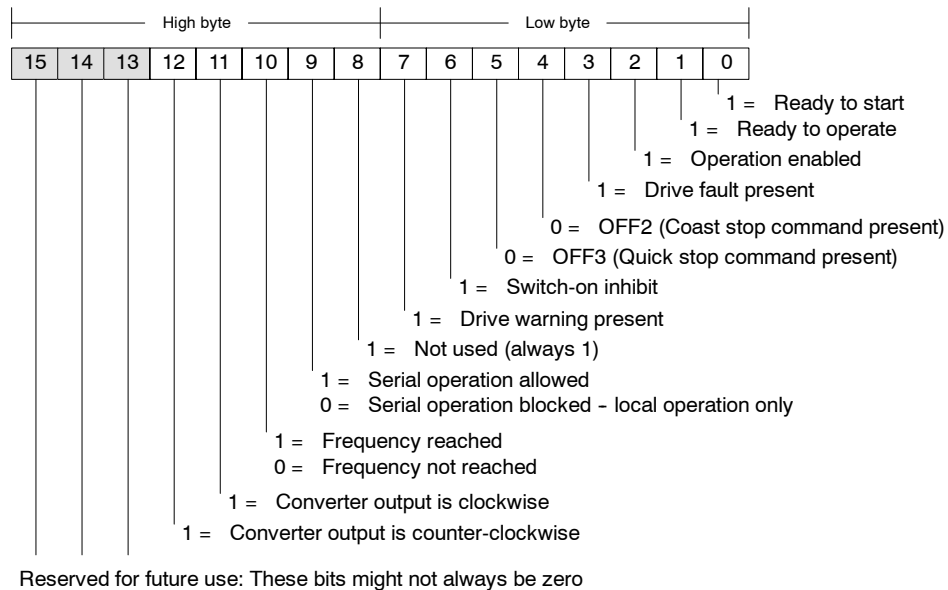 High byte Low byte
15 14 13 12 11 10 9 8 7 6 5 4 3 2 1 0
1 = Ready to start
1 = Ready to operate
1 = Operation enabled
1 = Drive fault present
0 = OFF2 (Coast stop command present)
0 = OFF3 (Quick stop command present)
1 = Switch-on inhibit
1 = Drive warning present
1 = Not used (always 1)
1 = Serial operation allowed
0 = Serial operation blocked - local operation only
1 = Frequency reached
0 = Frequency not reached
1 = Converter output is clockwise
1 = Converter output is counter-clockwise
Reserved for future use: These bits might not always be zero